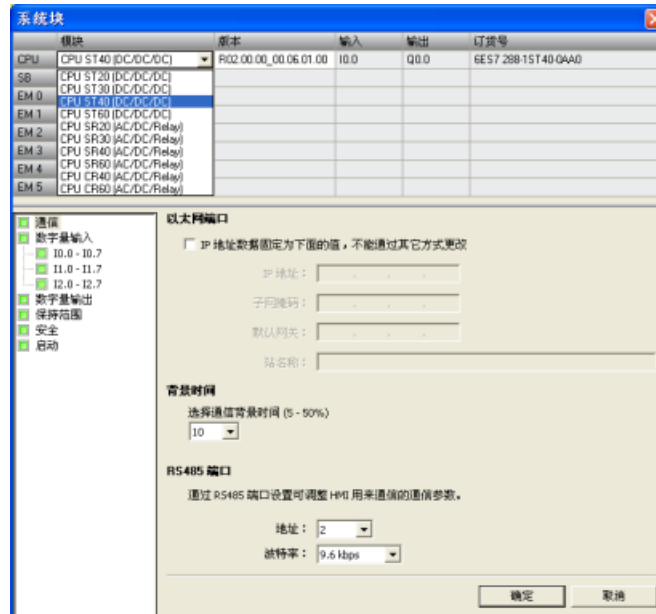 系统块
模块 版本 输入 输出 订货号
CPU CPU ST40 (DC/DC/DC) R02.00.00_00.06.01.00 I0.0 Q0.0 6ES7 288-1ST40-0AA0
SB CPU ST20 (DC/DC/DC)
CPU ST30 (DC/DC/DC)
EM 0 CPU ST40 (DC/DC/DC)
EM 1 CPU ST60 (DC/DC/DC)
CPU SR20 (AC/DC/Relay)
EM 2 CPU SR30 (AC/DC/Relay)
EM 3 CPU SR40 (AC/DC/Relay)
EM 4 CPU SR60 (AC/DC/Relay)
CPU CR40 (AC/DC/Relay)
EM 5 CPU CR60 (AC/DC/Relay)
通信
数字量输入
I0.0 - I0.7
I1.0 - I1.7
I2.0 - I2.7
数字量输出
保持范围
安全
启动
以太网端口
IP 地址数据固定为下面的值，不能通过其它方式更改
IP 地址：
子网掩码：
默认网关：
站名称：
背景时间
选择通信背景时间 (5 - 50%)
10
RS485 端口
通过 RS485 端口设置可调整 HMI 用来通信的通信参数。
地址： 2
波特率： 9.6 kbps
确定 取消